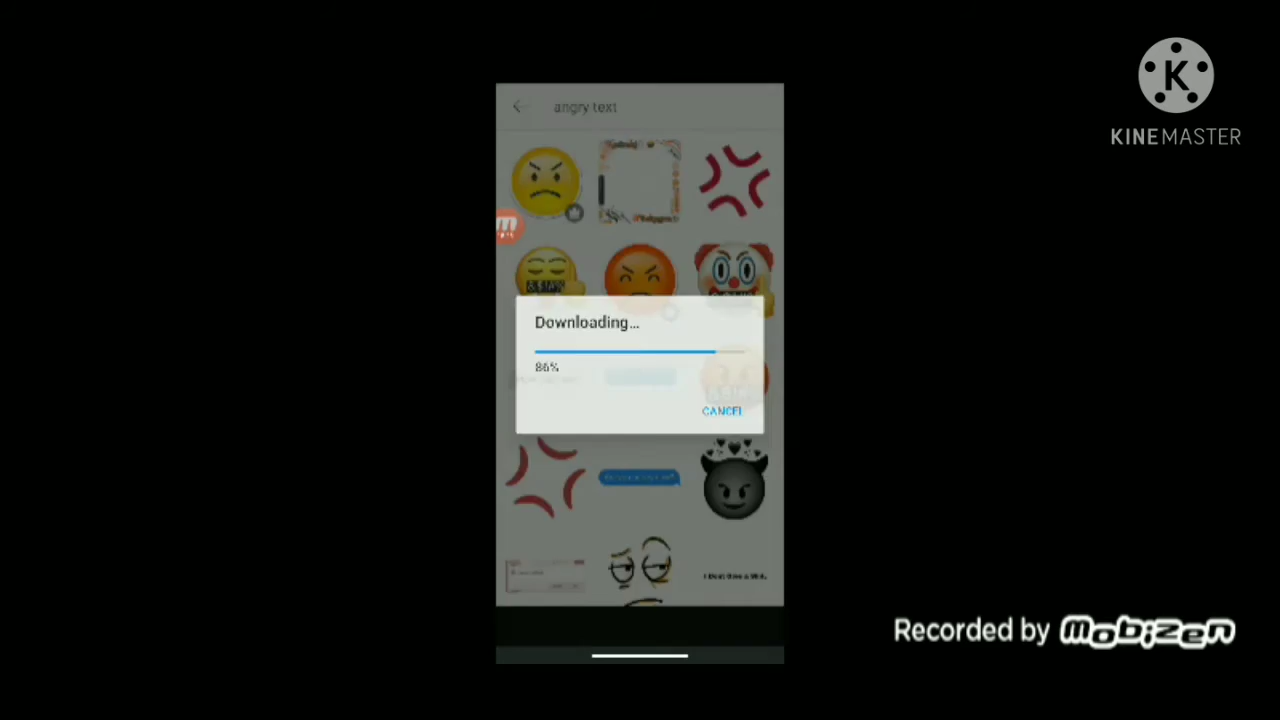 KINEMASTER
angry text
Downloading...
86%
CANCEL
Recorded by Mobizen